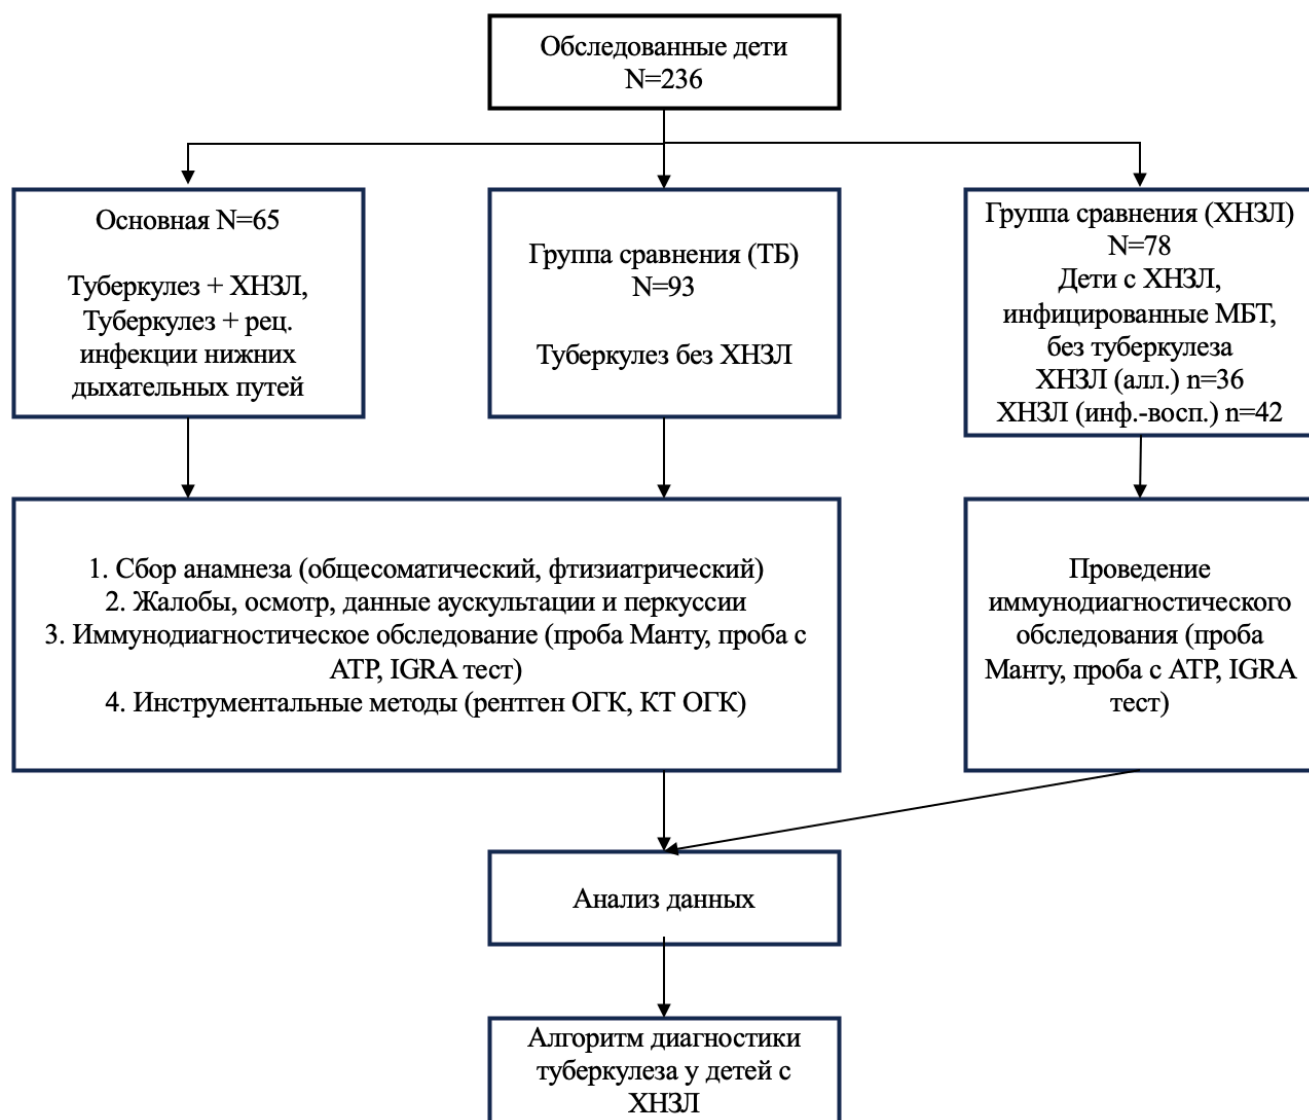 Обследованные дети
N=236
Основная N=65
Туберкулез + ХНЗЛ,
Туберкулез + рец.
инфекции нижних
дыхательных путей
Группа сравнения (ТБ)
N=93
Туберкулез без ХНЗЛ
Группа сравнения (ХНЗЛ)
N=78
Дети с ХНЗЛ,
инфицированные МБТ,
без туберкулеза
ХНЗЛ (алл.) n=36
ХНЗЛ (инф.-восп.) n=42
1. Сбор анамнеза (общесоматический, фтизиатрический)
2. Жалобы, осмотр, данные аускультации и перкуссии
3. Иммунодиагностическое обследование (проба Манту, проба с
АТР, IGRA тест)
4. Инструментальные методы (рентген ОГК, КТ ОГК)
Проведение
иммунодиагностического
обследования (проба
Манту, проба с АТР, IGRA
тест)
Анализ данных
Алгоритм диагностики
туберкулеза у детей с
ХНЗЛ